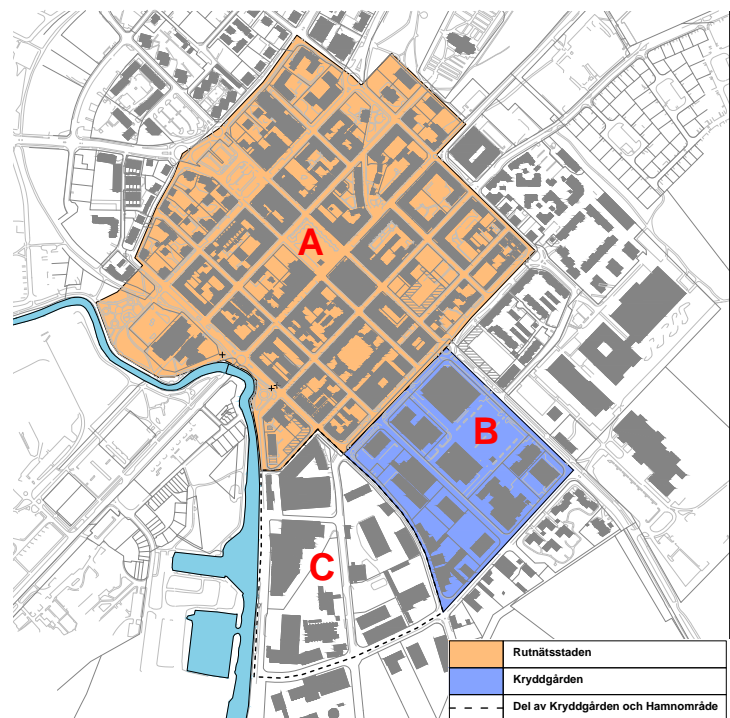 A
B
C
Rutnätsstaden
Kryddgården
Del av Kryddgården och Hamnområde